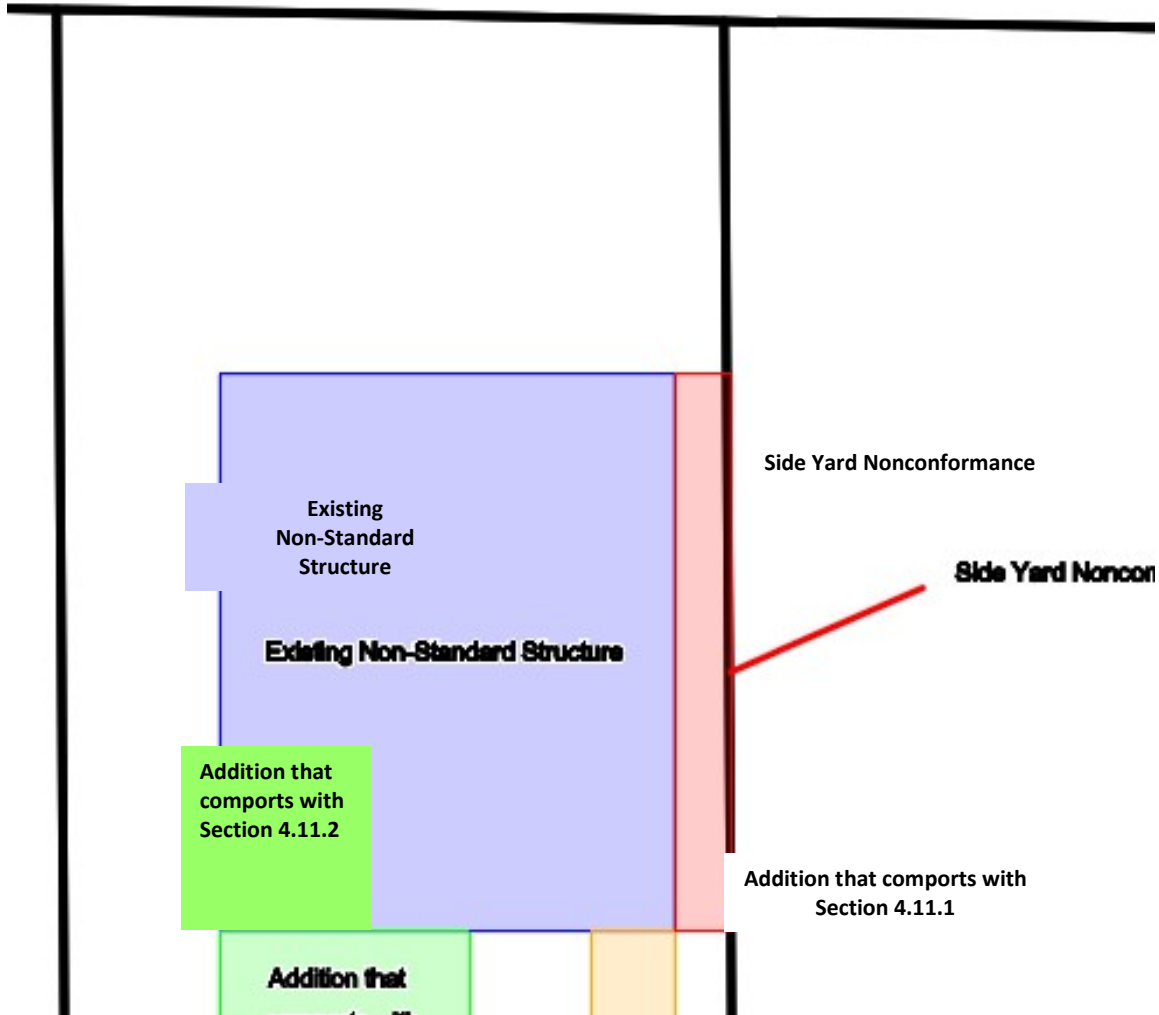 Side Yard Nonconformance
Existing
Non-Standard
Structure
Side Yard Noncon
Existing Non-Standard Structure
Addition that
comports with
Section 4.11.2
Addition that comports with
Section 4.11.1
Addition that